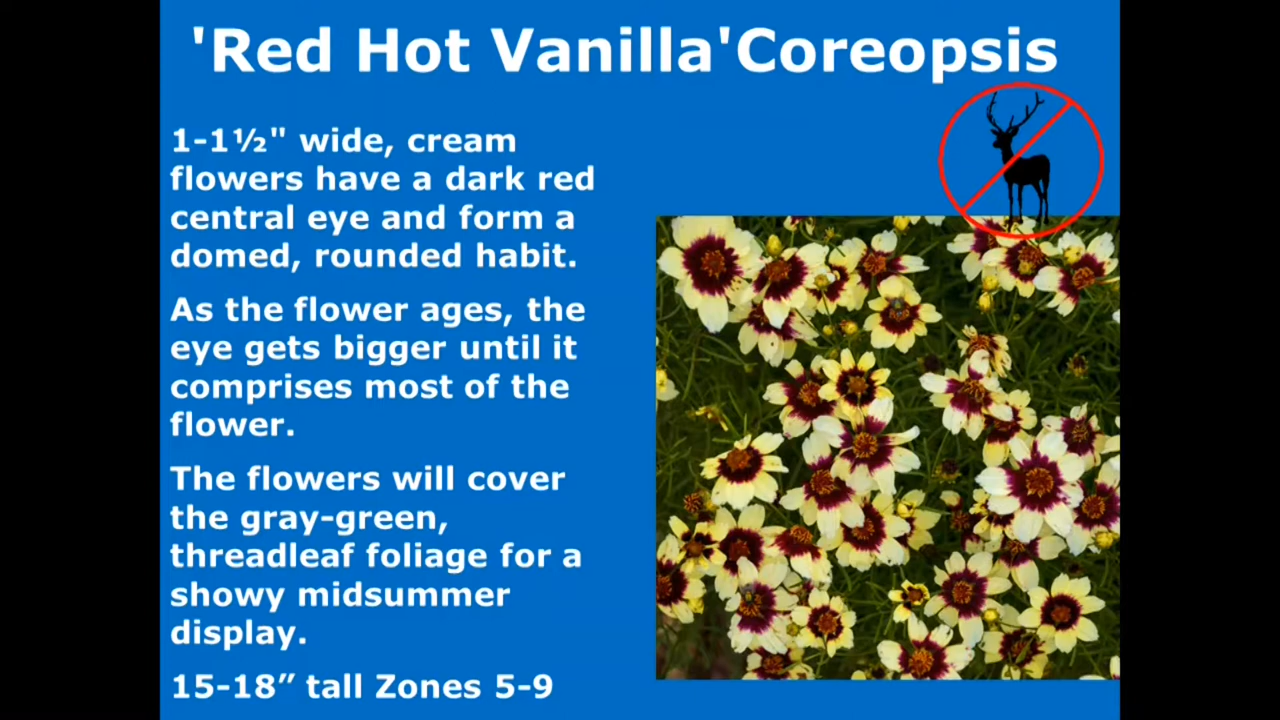 'Red Hot Vanilla'Coreopsis
1-1½" wide, cream
flowers have a dark red
central eye and form a
domed, rounded habit.
As the flower ages, the
eye gets bigger until it
comprises most of the
flower.
The flowers will cover
the gray-green,
threadleaf foliage for a
showy midsummer
display.
15-18” tall Zones 5-9